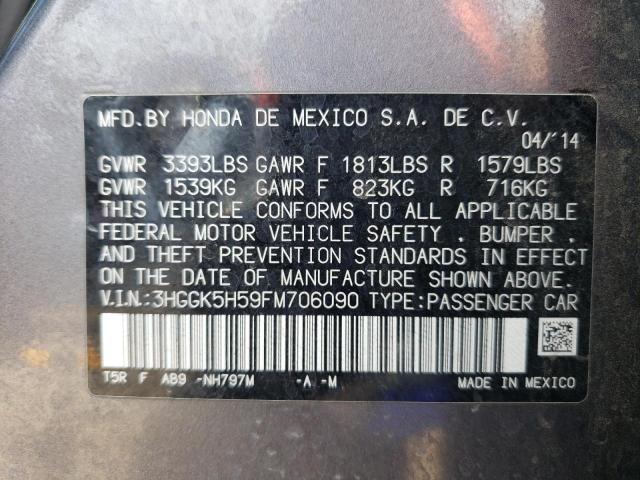 MFD.BY HONDA DE MEXICO S.A. DE C.V.
04/'14
GVWR 3393LBS GAWR F 1813LBS R 1579LBS
GVWR 1539KG GAWR F 823KG R 716KG
THIS VEHICLE CONFORMS TO ALL APPLICABLE
FEDERAL MOTOR VEHICLE SAFETY , BUMPER ,
AND THEFT PREVENTION STANDARDS IN EFFECT
ON THE DATE OF MANUFACTURE SHOWN ABOVE.
V.I.N.:3HGGK5H59FM706090 TYPE:PASSENGER CAR
T5R F AB9 -NH797M -A -M MADE IN MEXICO